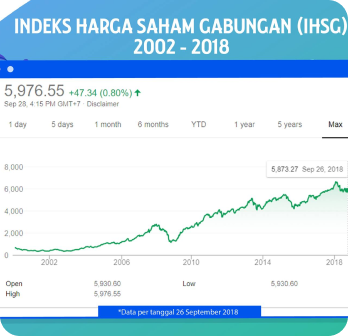 INDEKS HARGA SAHAM GABUNGAN (IHSG)
2002 - 2018
5,976.55 +47.34 (0.80%) ↑
Sep 28, 4:15 PM GMT+7 · Disclaimer
1 day 5 days 1 month 6 months YTD 1 year 5 years Max
5,873.27 Sep 26, 2018
8,000
6,000
4,000
2,000
0
2002 2006 2010 2014 2018
Open 5,930.60 Low 5,930.60
High 5,976.55
*Data per tanggal 26 September 2018